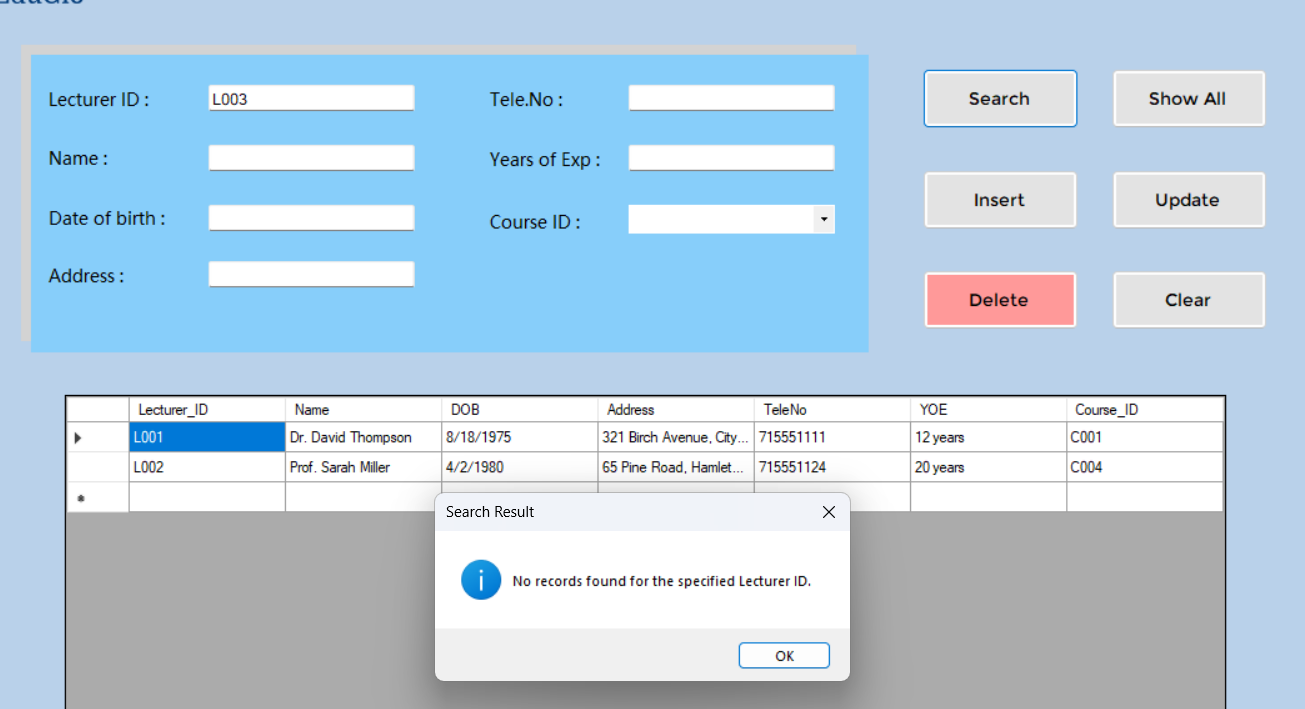 Lecturer ID : L003 Tele.No : Search Show All
Name : Years of Exp :
Insert Update
Date of birth : Course ID :
Address :
Delete Clear
Lecturer_ID Name DOB Address TeleNo YOE Course_ID
L001 Dr. David Thompson 8/18/1975 321 Birch Avenue, City... 715551111 12 years C001
L002 Prof. Sarah Miller 4/2/1980 65 Pine Road, Hamlet... 715551124 20 years C004
Search Result
No records found for the specified Lecturer ID.
OK